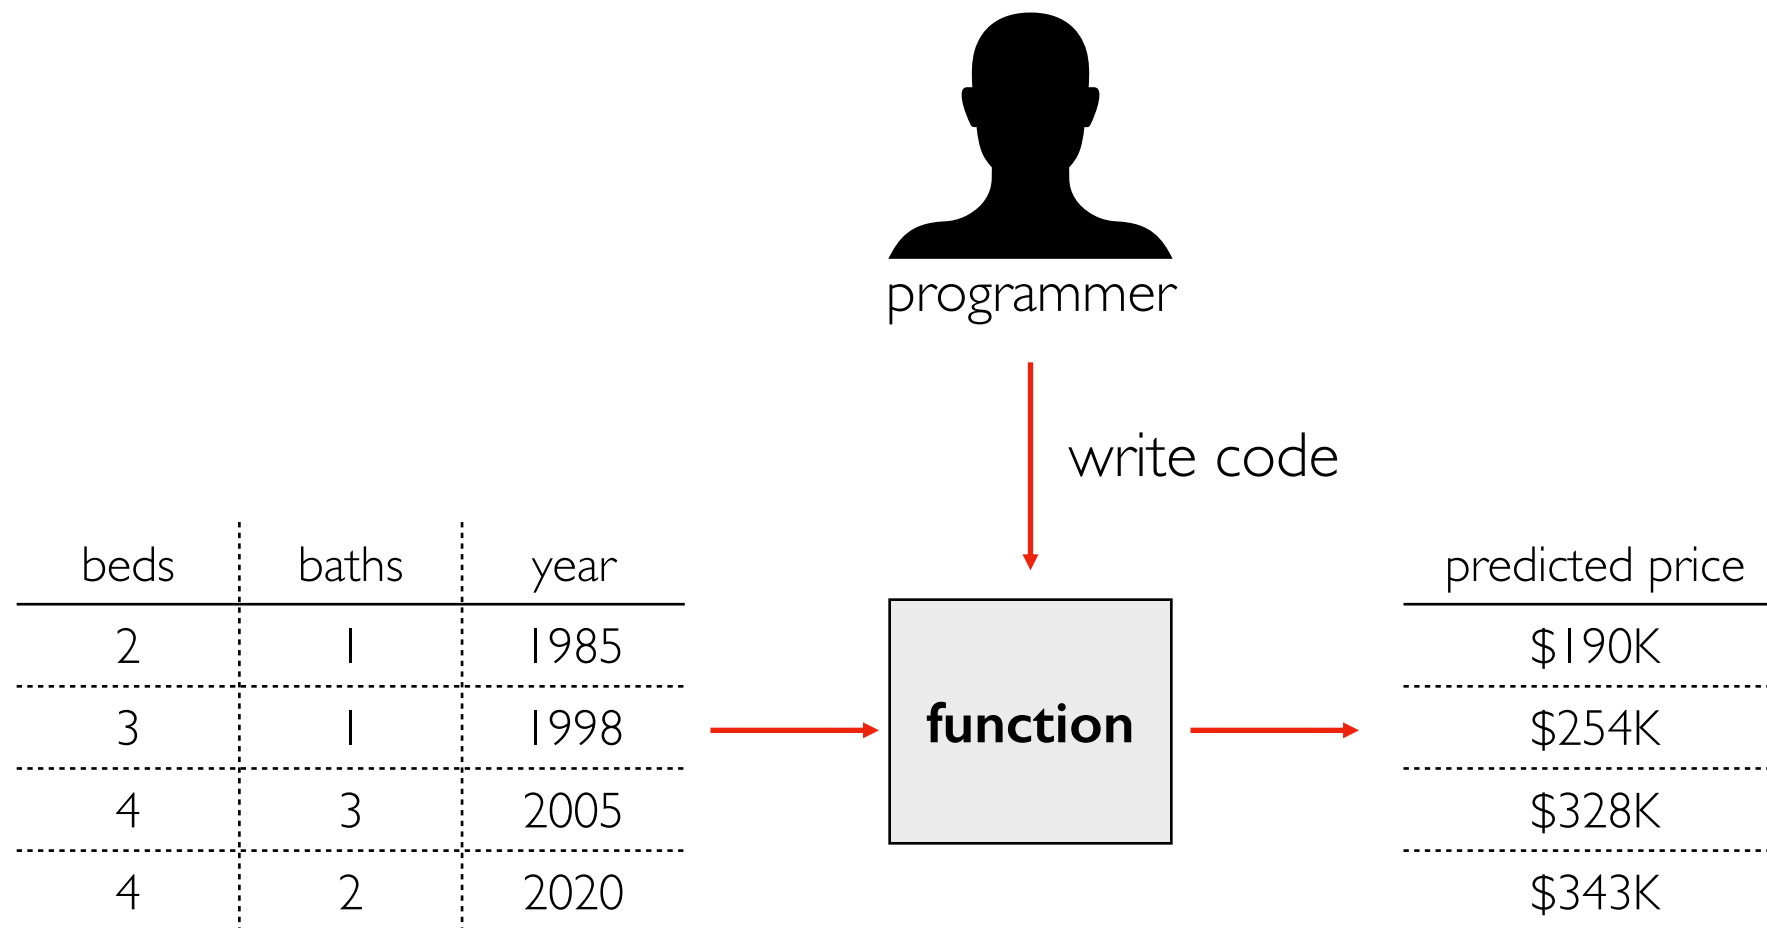 programmer
write code
beds baths year
2 1 1985
3 1 1998
4 3 2005
4 2 2020
function
predicted price
$190K
$254K
$328K
$343K